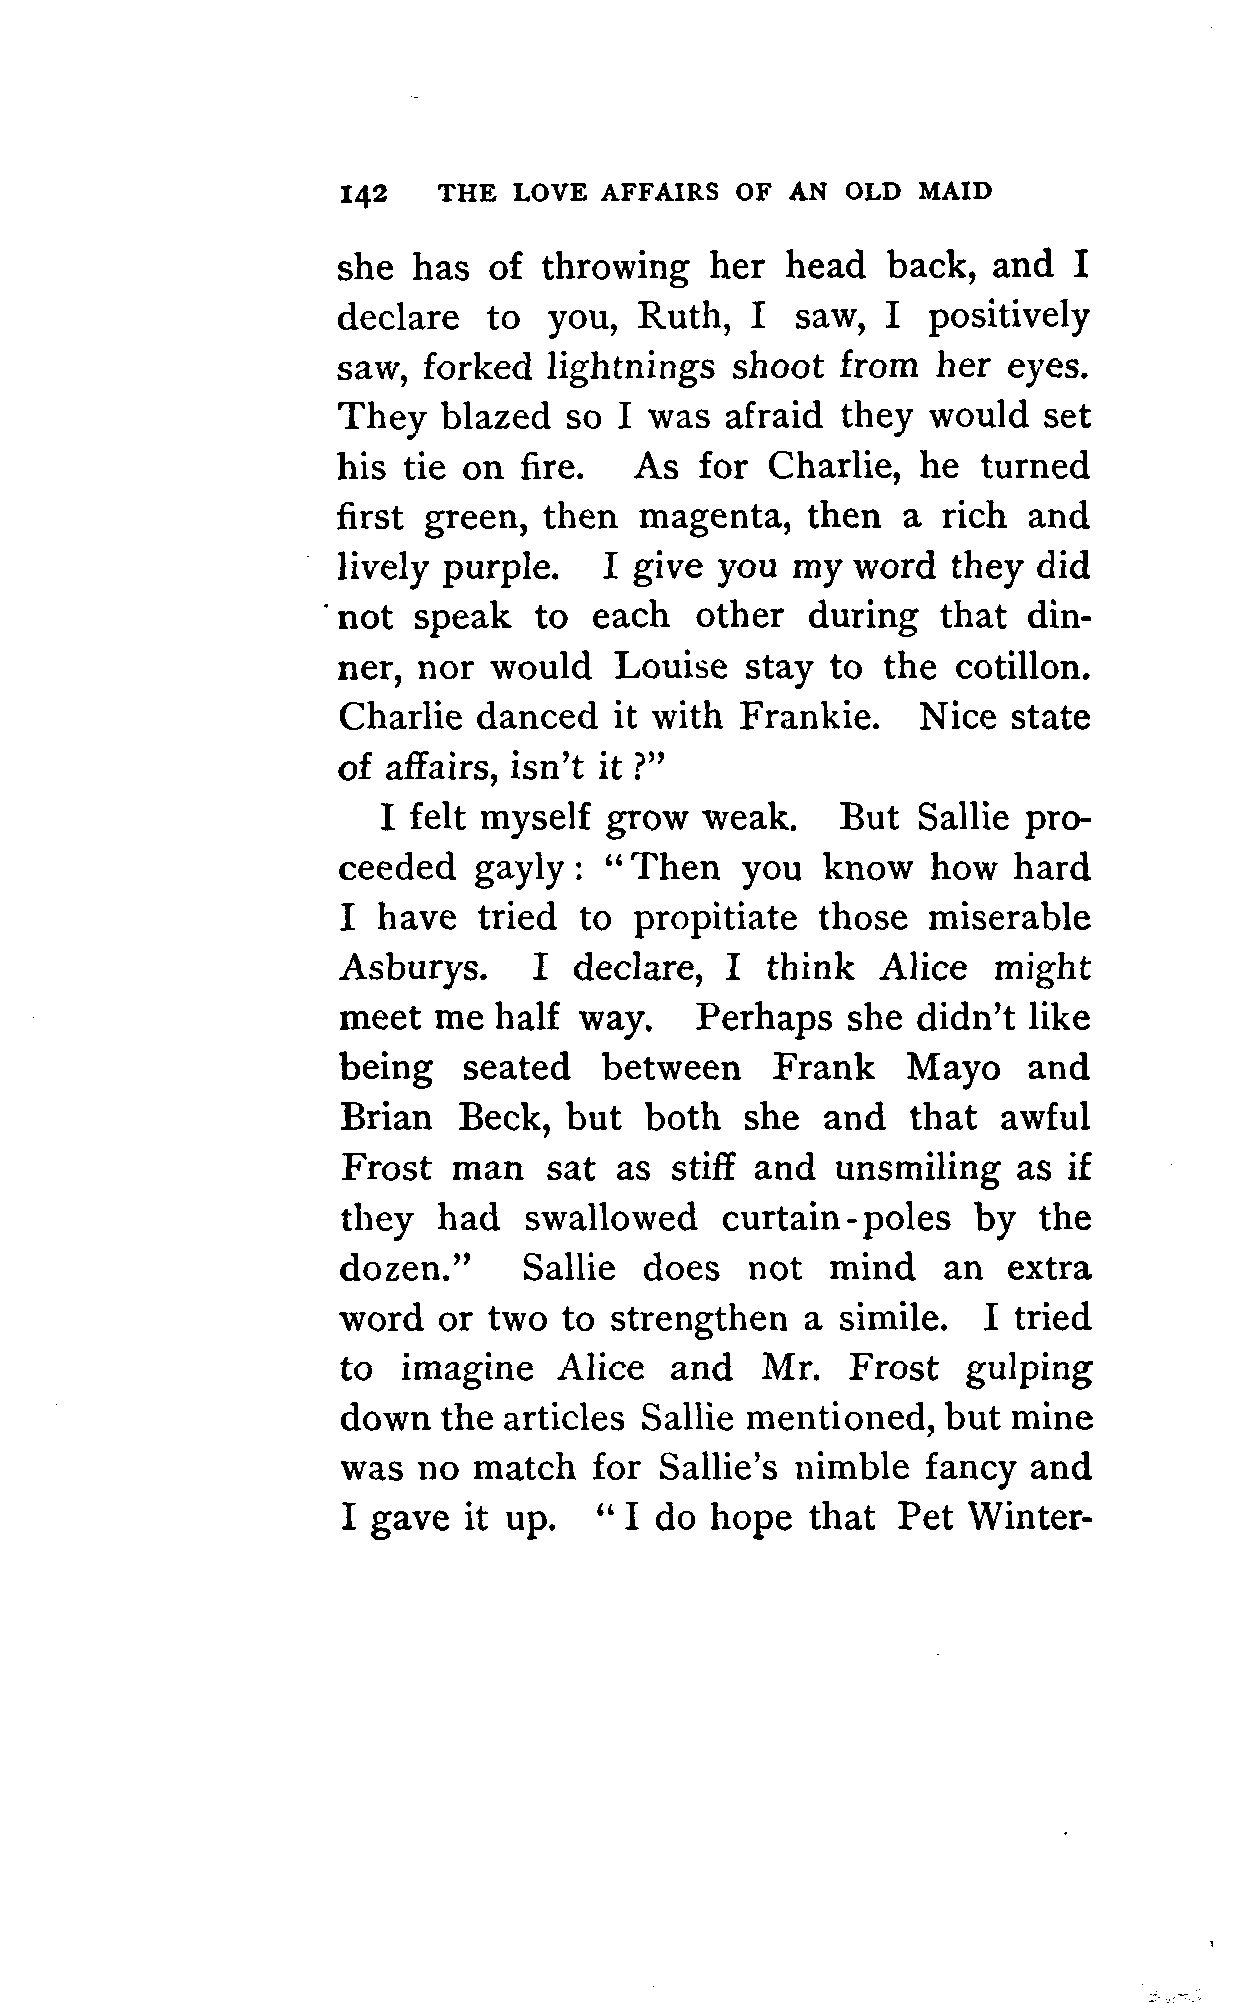 142 THE LOVE AFFAIRS OF AN OLD MAID
she has of throwing her head back, and I
declare to you, Ruth, I saw, I positively
saw, forked lightnings shoot from her eyes.
They blazed so I was afraid they would set
his tie on fire. As for Charlie, he turned
first green, then magenta, then a rich and
lively purple. I give you my word they did
not speak to each other during that din-
ner, nor would Louise stay to the cotillon.
Charlie danced it with Frankie. Nice state
of affairs, isn't it ?"
I felt myself grow weak. But Sallie pro-
ceeded gayly : "Then you know how hard
I have tried to propitiate those miserable
Asburys. I declare, I think Alice might
meet me half way. Perhaps she didn't like
being seated between Frank Mayo and
Brian Beck, but both she and that awful
Frost man sat as stiff and unsmiling as if
they had swallowed curtain-poles by the
dozen." Sallie does not mind an extra
word or two to strengthen a simile. I tried
to imagine Alice and Mr. Frost gulping
down the articles Sallie mentioned, but mine
was no match for Sallie's nimble fancy and
I gave it up. "I do hope that Pet Winter-